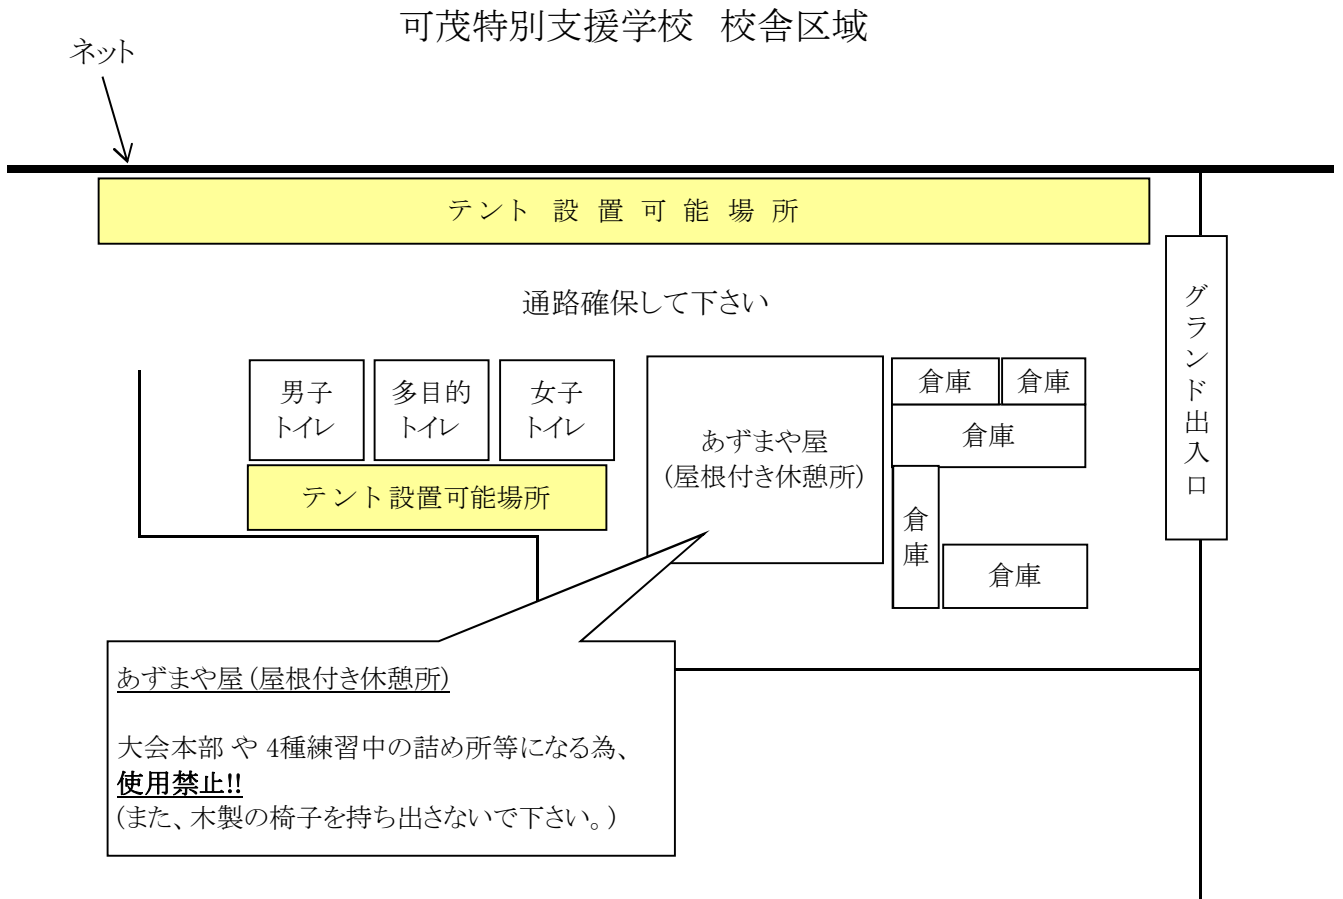 可茂特別支援学校 校舎区域
ネット
テント 設 置 可 能 場 所
通路確保して下さい
グランド出入口
男子
トイレ
多目的
トイレ
女子
トイレ
テント 設置可能場所
あずまや屋
(屋根付き休憩所)
倉庫
倉庫
倉庫
倉庫
倉庫
あずまや屋 (屋根付き休憩所)
大会本部 や 4種練習中の詰め所等になる為、
使用禁止!!
(また、木製の椅子を持ち出さないで下さい。)